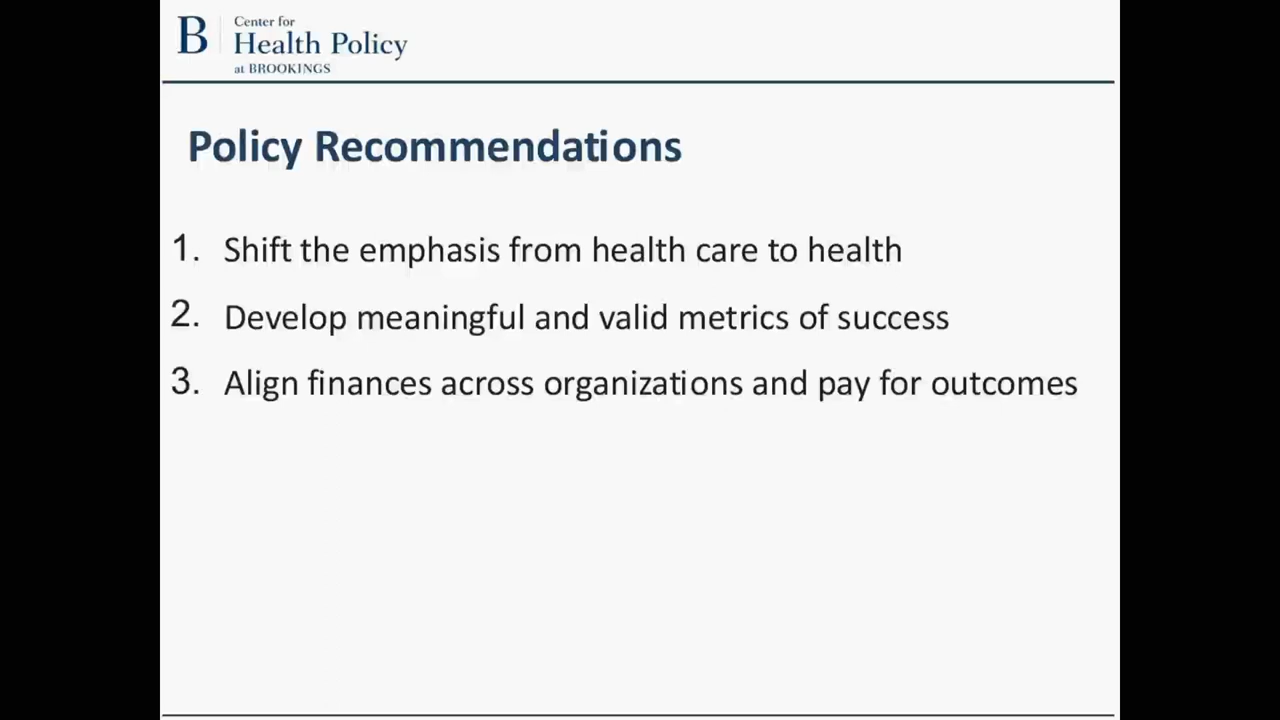 B
Center for
Health Policy
at BROOKINGS
Policy Recommendations
1. Shift the emphasis from health care to health
2. Develop meaningful and valid metrics of success
3. Align finances across organizations and pay for outcomes